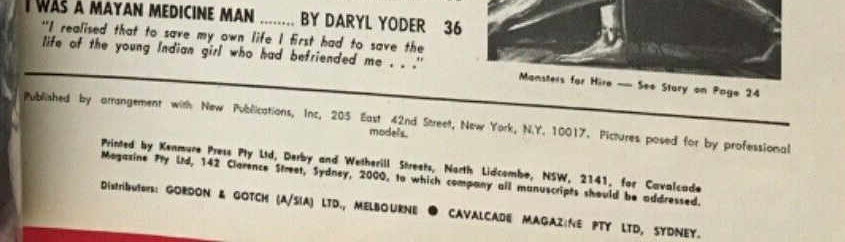 I WAS A MAYAN MEDICINE MAN ........ BY DARYL YODER 36
"I realised that to save my own life I first had to save the
life of the young Indian girl who had befriended me . . ."
Monsters for Hire — See Story on Page 24
Published by arrangement with New Publications, Inc, 205 East 42nd Street, New York, N.Y. 10017. Pictures posed for by professional
models.
Printed by Kenmure Press Pty Ltd, Derby and Wetherill Streets, North Lidcombe, NSW, 2141, for Cavalcade
Magazine Pty Ltd, 142 Clarence Street, Sydney, 2000, to which company all manuscripts should be addressed.
Distributors: GORDON & GOTCH (A/SIA) LTD., MELBOURNE ● CAVALCADE MAGAZINE PTY LTD, SYDNEY.